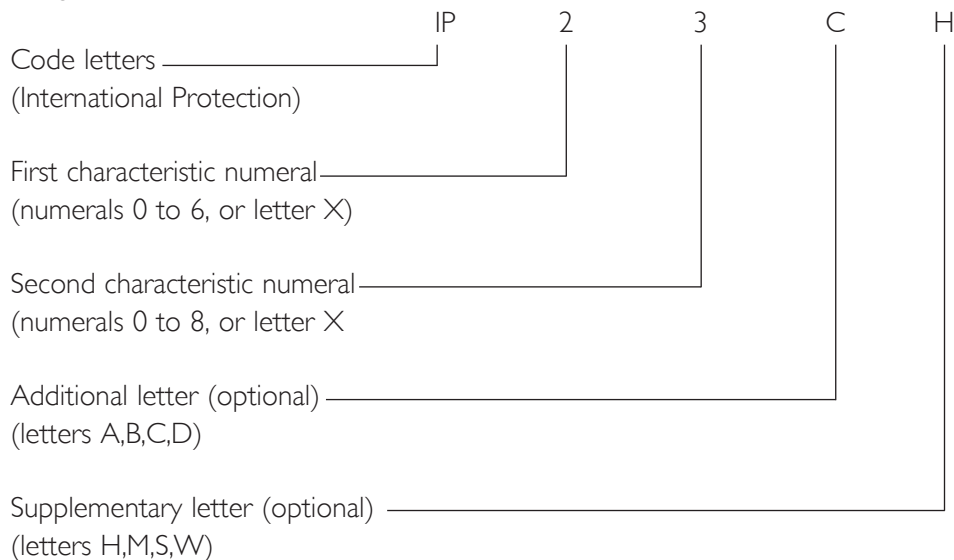 IP 2 3 C H
Code letters
(International Protection)
First characteristic numeral
(numerals 0 to 6, or letter X)
Second characteristic numeral
(numerals 0 to 8, or letter X
Additional letter (optional)
(letters A,B,C,D)
Supplementary letter (optional)
(letters H,M,S,W)